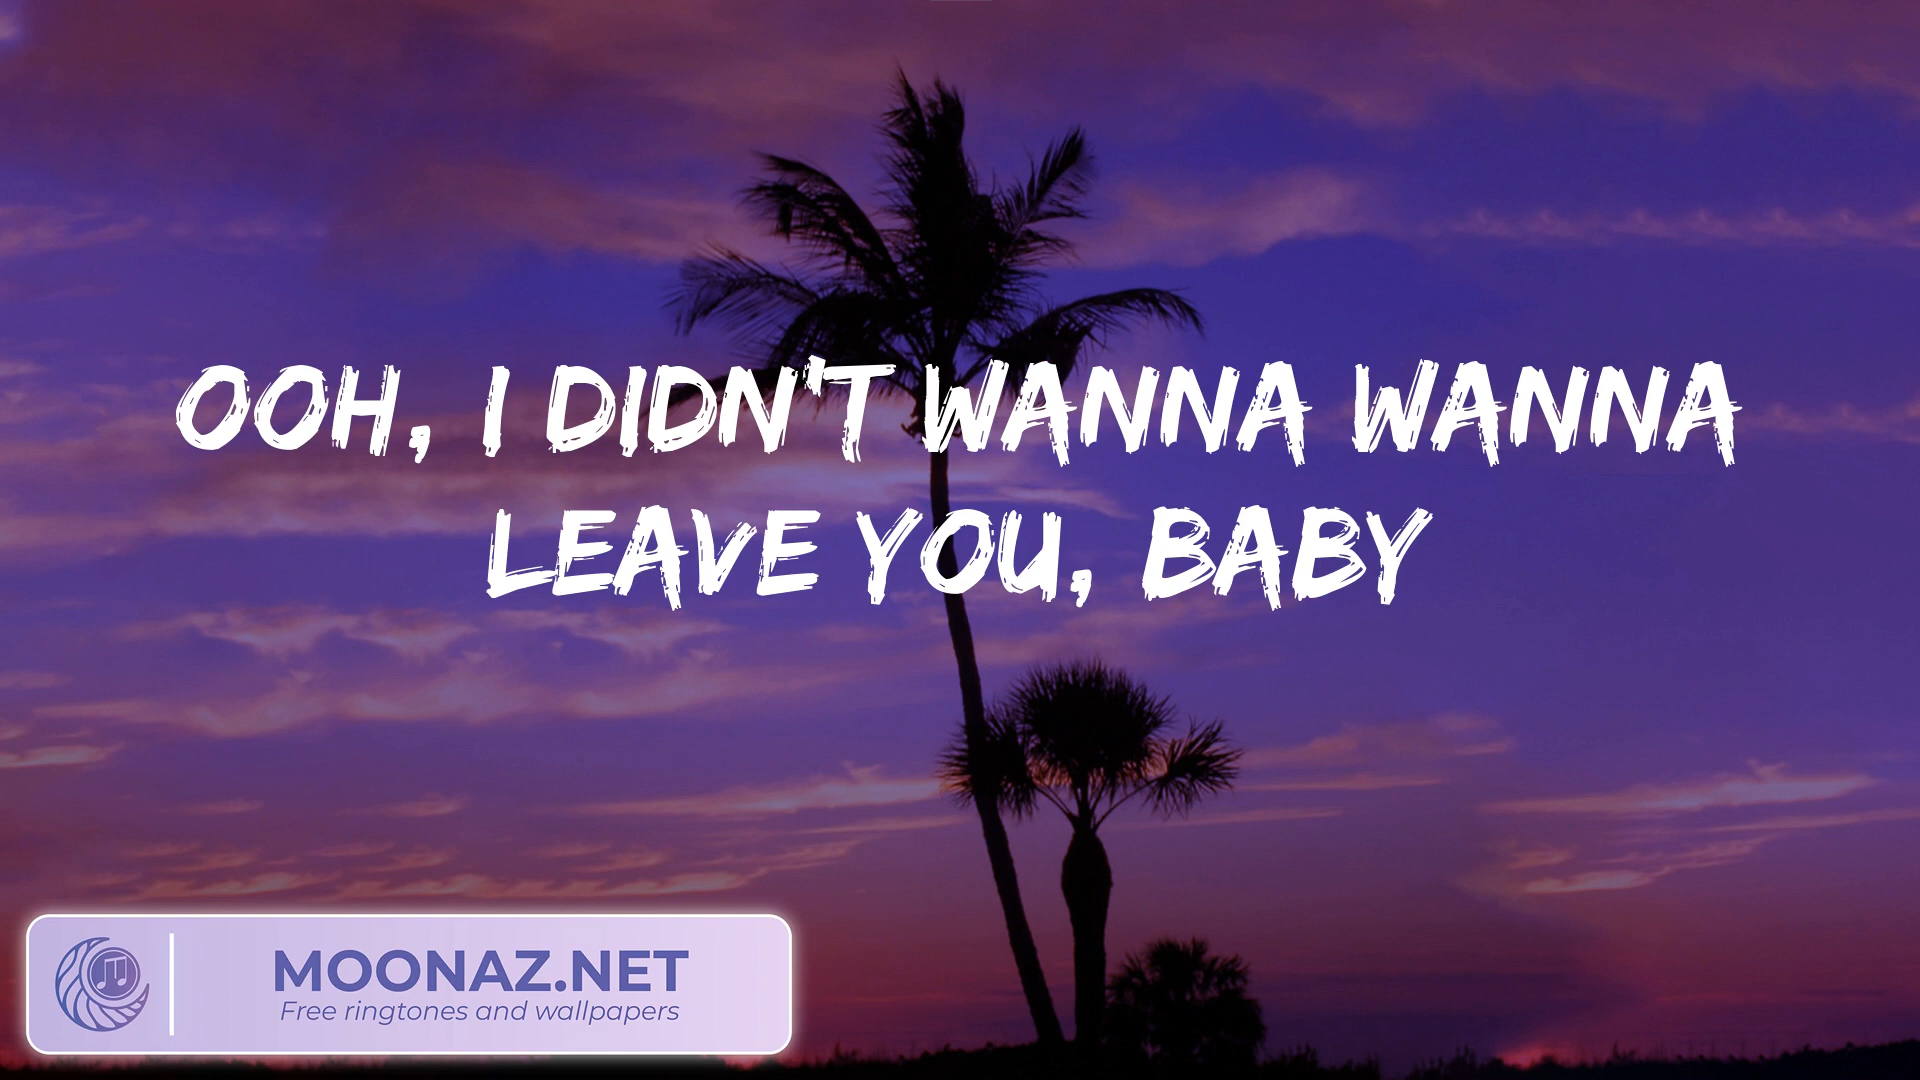 OOH, I DIDN'T WANNA WANNA
LEAVE YOU, BABY
MOONAZ.NET
Free ringtones and wallpapers